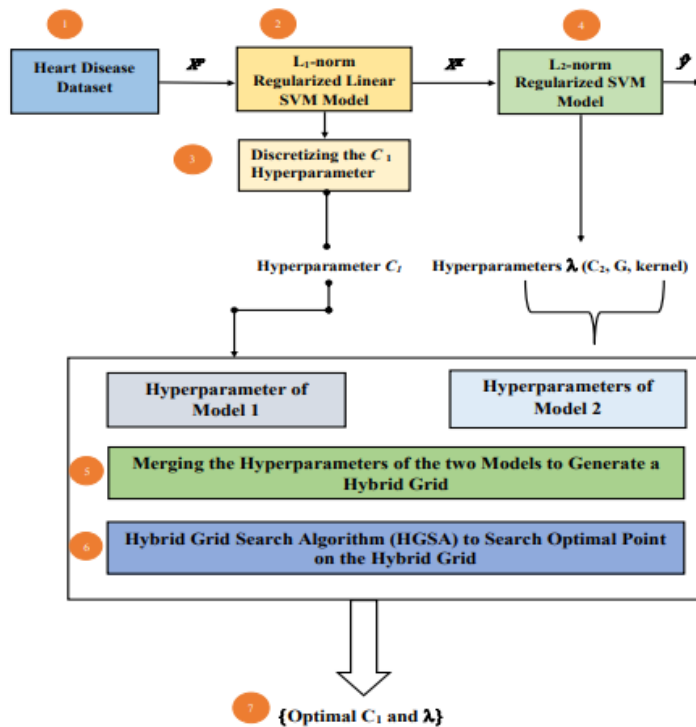 1
2
4
Heart Disease
Dataset
L₁-norm
Regularized Linear
SVM Model
L₂-norm
Regularized SVM
Model
ŷ
3
Discretizing the C ₁
Hyperparameter
Hyperparameter C₁
Hyperparameters λ (C₂, G, kernel)
Hyperparameter of
Model 1
Hyperparameters of
Model 2
5
Merging the Hyperparameters of the two Models to Generate a
Hybrid Grid
6
Hybrid Grid Search Algorithm (HGSA) to Search Optimal Point
on the Hybrid Grid
7
{Optimal C₁ and λ}